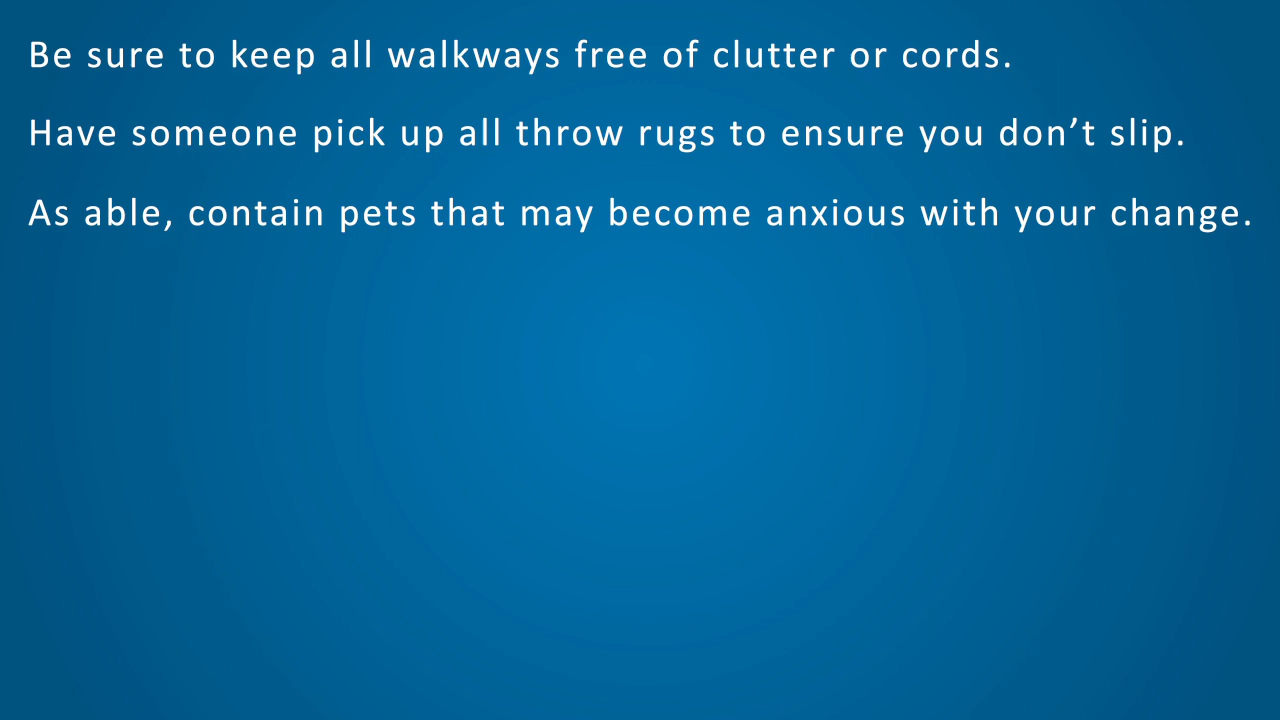 Be sure to keep all walkways free of clutter or cords.
Have someone pick up all throw rugs to ensure you don’t slip.
As able, contain pets that may become anxious with your change.